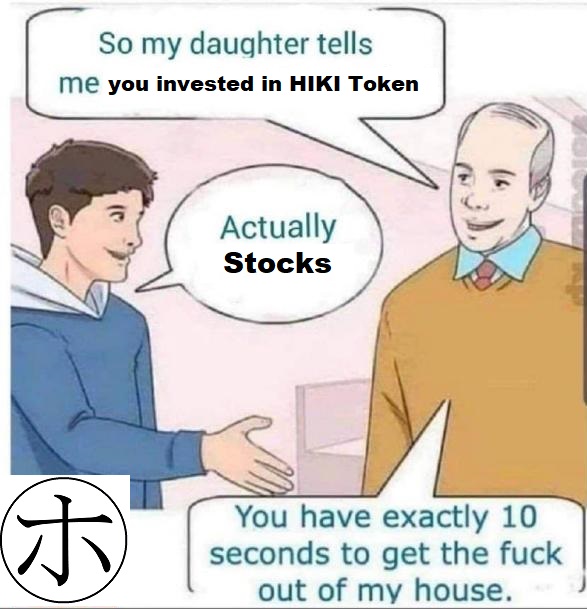 So my daughter tells
me you invested in HIKI Token
Actually
Stocks
You have exactly 10
seconds to get the fuck
out of my house.
朩